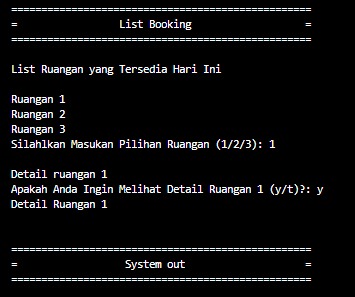 ==================================================
= List Booking =
==================================================
List Ruangan yang Tersedia Hari Ini
Ruangan 1
Ruangan 2
Ruangan 3
Silahlkan Masukan Pilihan Ruangan (1/2/3): 1
Detail ruangan 1
Apakah Anda Ingin Melihat Detail Ruangan 1 (y/t)?: y
Detail Ruangan 1
==================================================
= System out =
==================================================